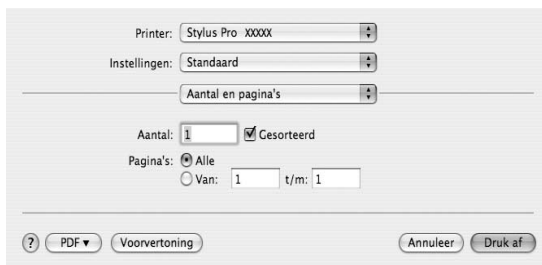 Printer: Stylus Pro XXXXX
Instellingen: Standaard
Aantal en pagina's
Aantal: 1 Gesorteerd
Pagina's: Alle
Van: 1 t/m: 1
? PDF ▼ Voorvertoning Annuleer Druk af